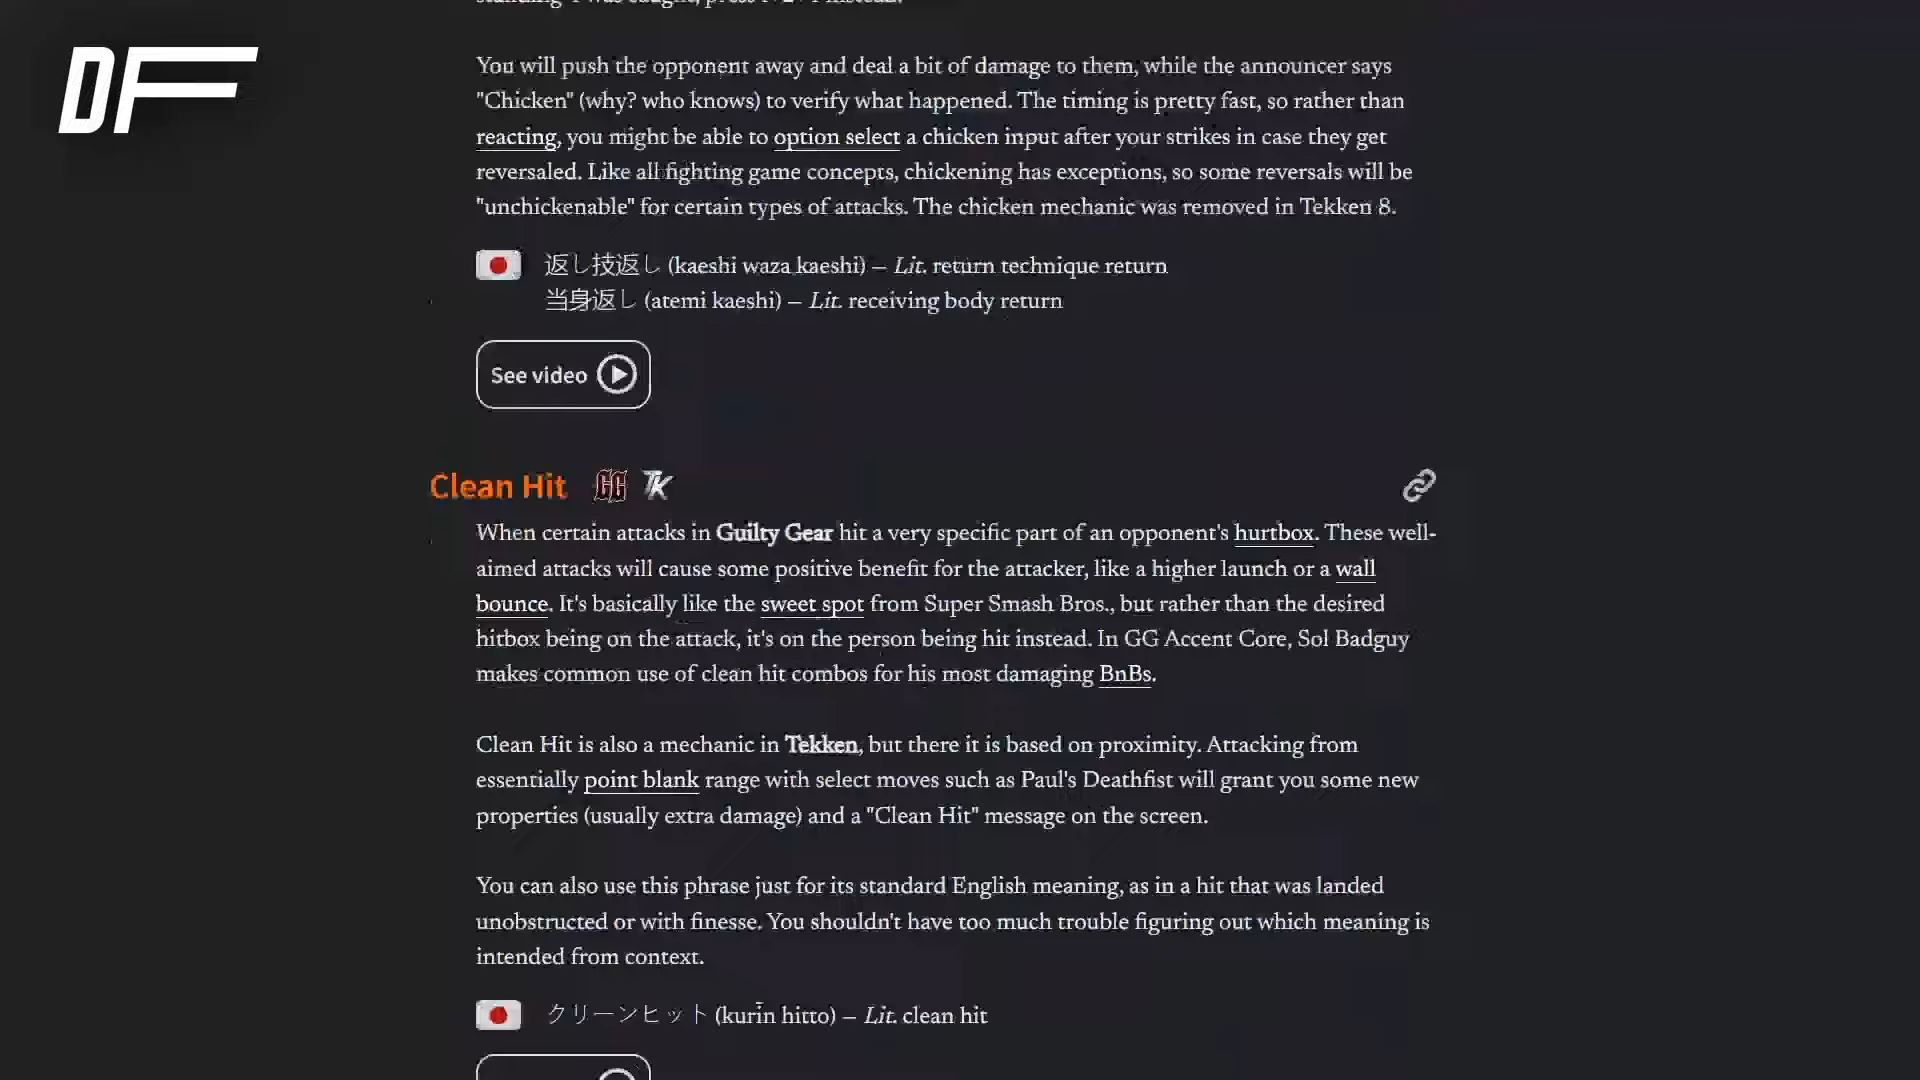 DF
You will push the opponent away and deal a bit of damage to them, while the announcer says
"Chicken" (why? who knows) to verify what happened. The timing is pretty fast, so rather than
reacting, you might be able to option select a chicken input after your strikes in case they get
reversaled. Like all fighting game concepts, chickening has exceptions, so some reversals will be
"unchickenable" for certain types of attacks. The chicken mechanic was removed in Tekken 8.
返し技返し (kaeshi waza kaeshi) – Lit. return technique return
当身返し (atemi kaeshi) – Lit. receiving body return
See video
Clean Hit GG TK
When certain attacks in Guilty Gear hit a very specific part of an opponent's hurtbox. These well-
aimed attacks will cause some positive benefit for the attacker, like a higher launch or a wall
bounce. It's basically like the sweet spot from Super Smash Bros., but rather than the desired
hitbox being on the attack, it's on the person being hit instead. In GG Accent Core, Sol Badguy
makes common use of clean hit combos for his most damaging BnBs.
Clean Hit is also a mechanic in Tekken, but there it is based on proximity. Attacking from
essentially point blank range with select moves such as Paul's Deathfist will grant you some new
properties (usually extra damage) and a "Clean Hit" message on the screen.
You can also use this phrase just for its standard English meaning, as in a hit that was landed
unobstructed or with finesse. You shouldn't have too much trouble figuring out which meaning is
intended from context.
クリーンヒット (kurīn hitto) – Lit. clean hit